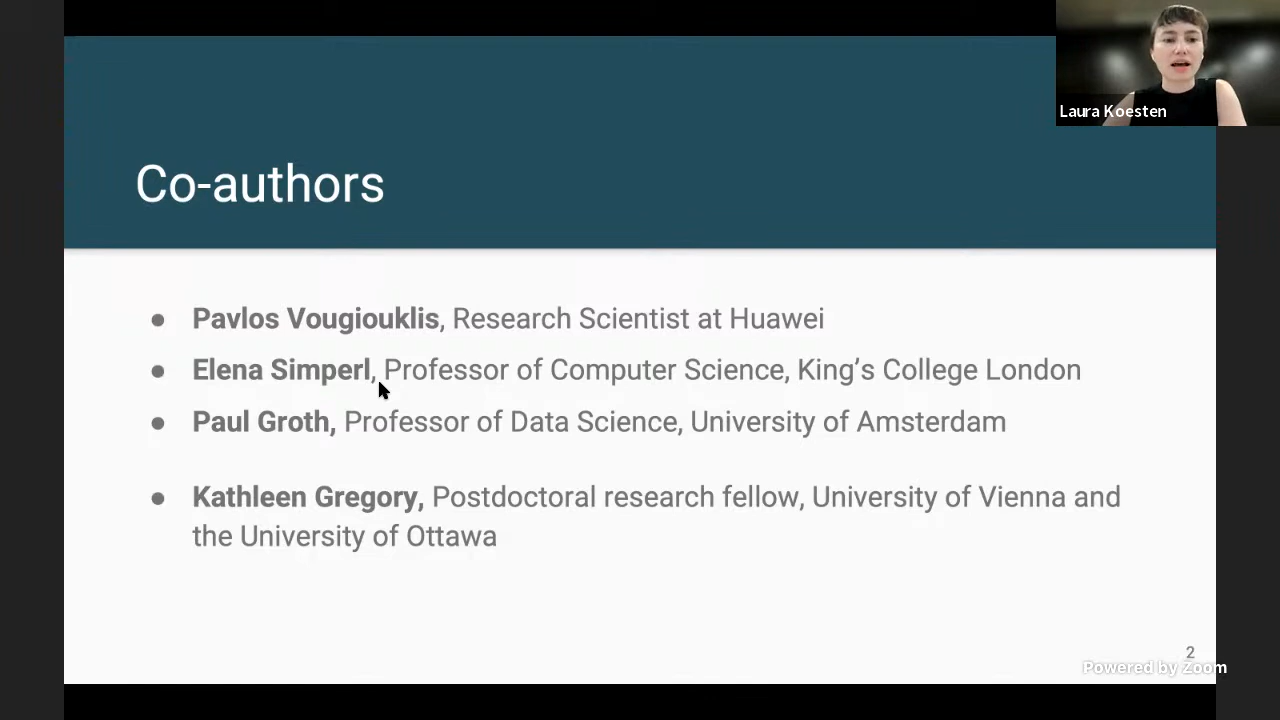 Laura Koesten
Co-authors
● Pavlos Vougiouklis, Research Scientist at Huawei
● Elena Simperl, Professor of Computer Science, King's College London
● Paul Groth, Professor of Data Science, University of Amsterdam
● Kathleen Gregory, Postdoctoral research fellow, University of Vienna and
the University of Ottawa
2
Powered by Zoom